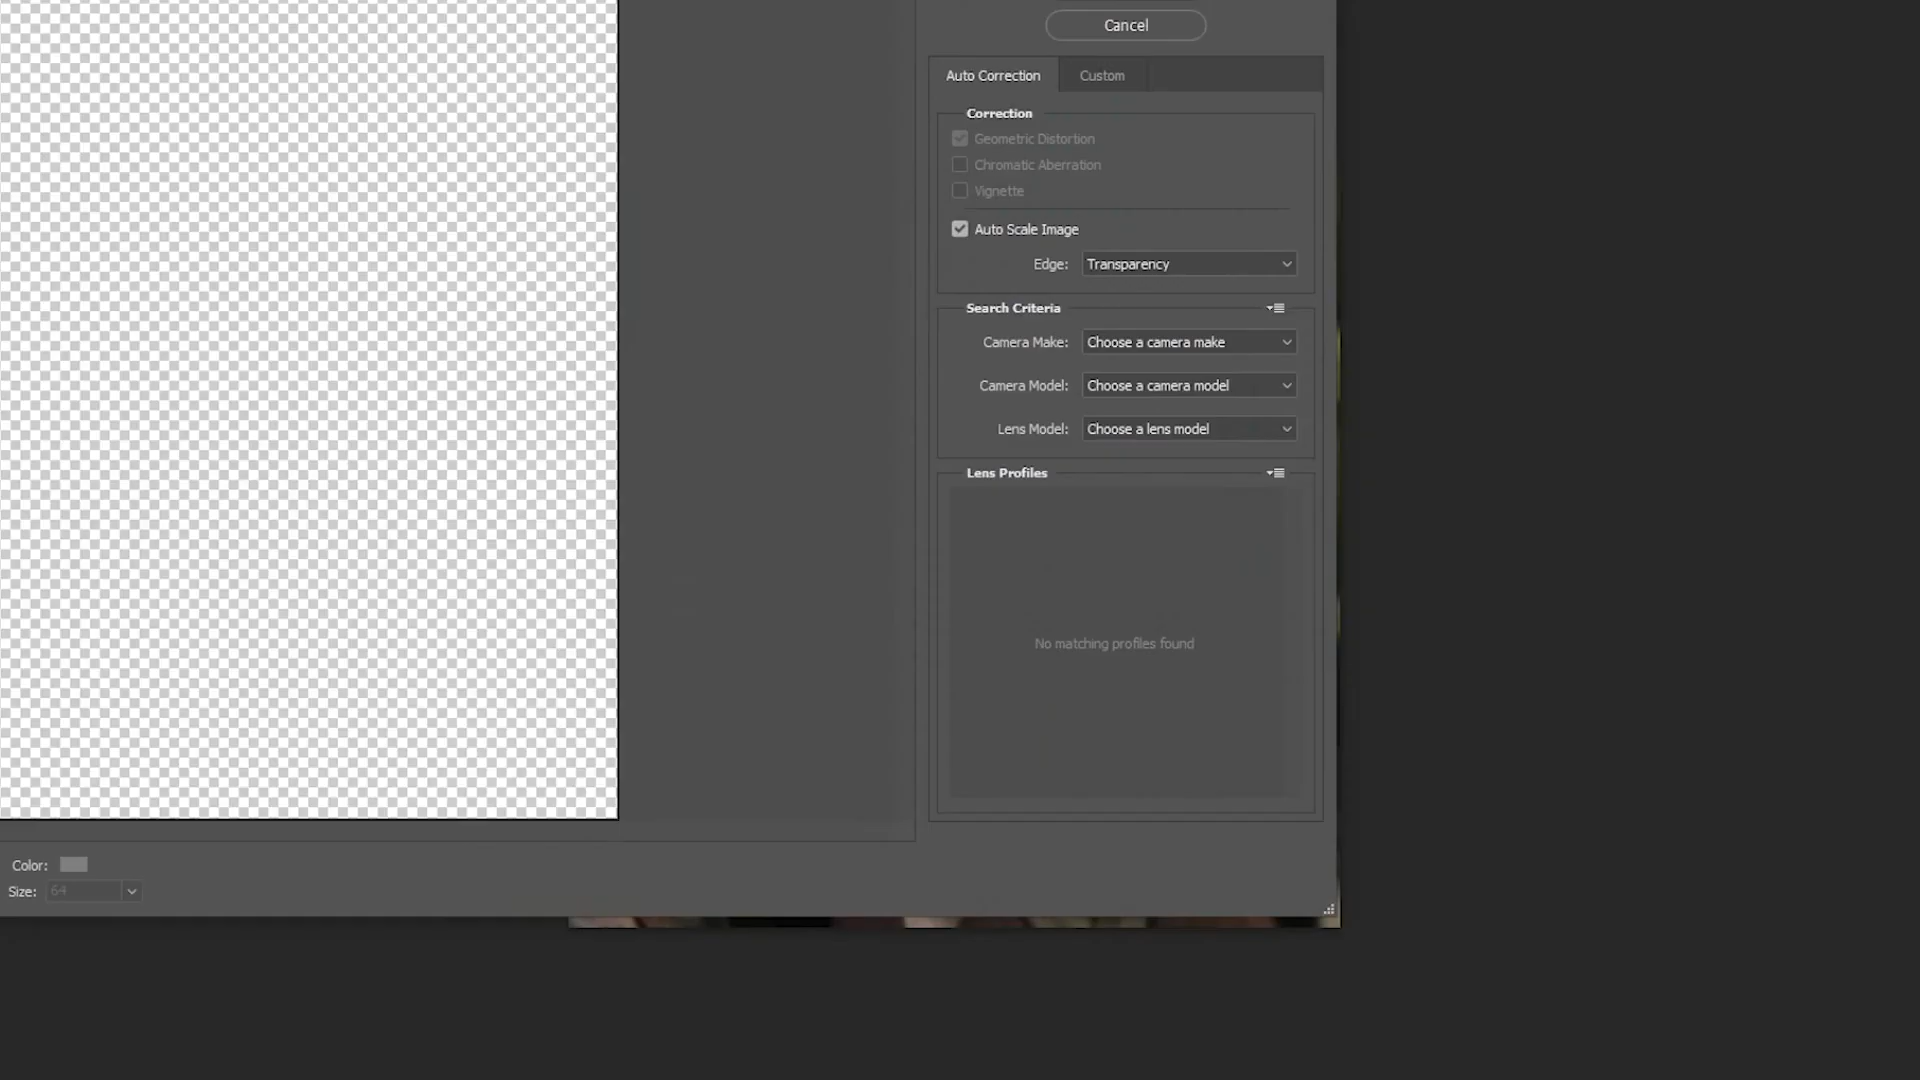 Cancel
Auto Correction
Custom
Correction
Geometric Distortion
Chromatic Aberration
Vignette
Auto Scale Image
Edge: Transparency
Search Criteria
Camera Make: Choose a camera make
Camera Model: Choose a camera model
Lens Model: Choose a lens model
Lens Profiles
No matching profiles found
Color:
Size: 64